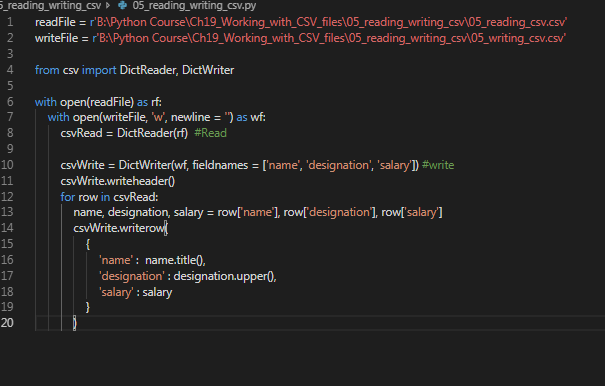 5_reading_writing_csv > 05_reading_writing_csv.py
1 readFile = r'B:\Python Course\Ch19_Working_with_CSV_files\05_reading_writing_csv\05_reading_csv.csv'
2 writeFile = r'B:\Python Course\Ch19_Working_with_CSV_files\05_reading_writing_csv\05_writing_csv.csv'
3
4 from csv import DictReader, DictWriter
5
6 with open(readFile) as rf:
7     with open(writeFile, 'w', newline = '') as wf:
8         csvRead = DictReader(rf)  #Read
9
10         csvWrite = DictWriter(wf, fieldnames = ['name', 'designation', 'salary']) #write
11         csvWrite.writeheader()
12         for row in csvRead:
13             name, designation, salary = row['name'], row['designation'], row['salary']
14             csvWrite.writerow(
15                 {
16                     'name' :  name.title(),
17                     'designation' : designation.upper(),
18                     'salary' : salary
19                 }
20             )